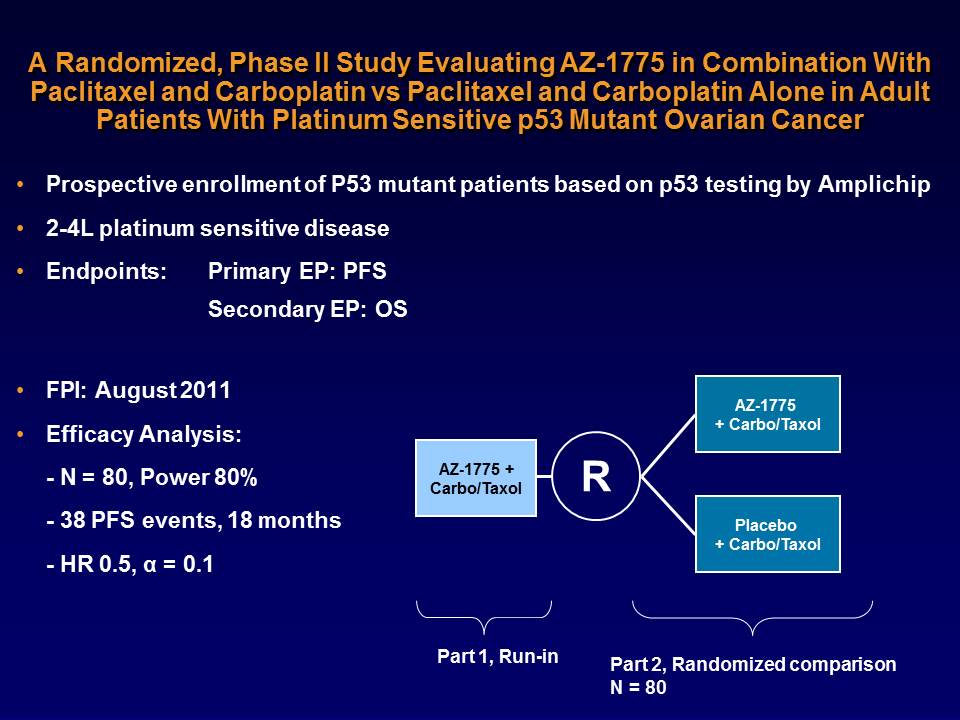 A Randomized, Phase II Study Evaluating AZ-1775 in Combination With
Paclitaxel and Carboplatin vs Paclitaxel and Carboplatin Alone in Adult
Patients With Platinum Sensitive p53 Mutant Ovarian Cancer
• Prospective enrollment of P53 mutant patients based on p53 testing by Amplichip
• 2-4L platinum sensitive disease
• Endpoints: Primary EP: PFS
Secondary EP: OS
• FPI: August 2011
• Efficacy Analysis:
- N = 80, Power 80%
- 38 PFS events, 18 months
- HR 0.5, α = 0.1
AZ-1775 +
Carbo/Taxol
R
AZ-1775
+ Carbo/Taxol
Placebo
+ Carbo/Taxol
Part 1, Run-in
Part 2, Randomized comparison
N = 80